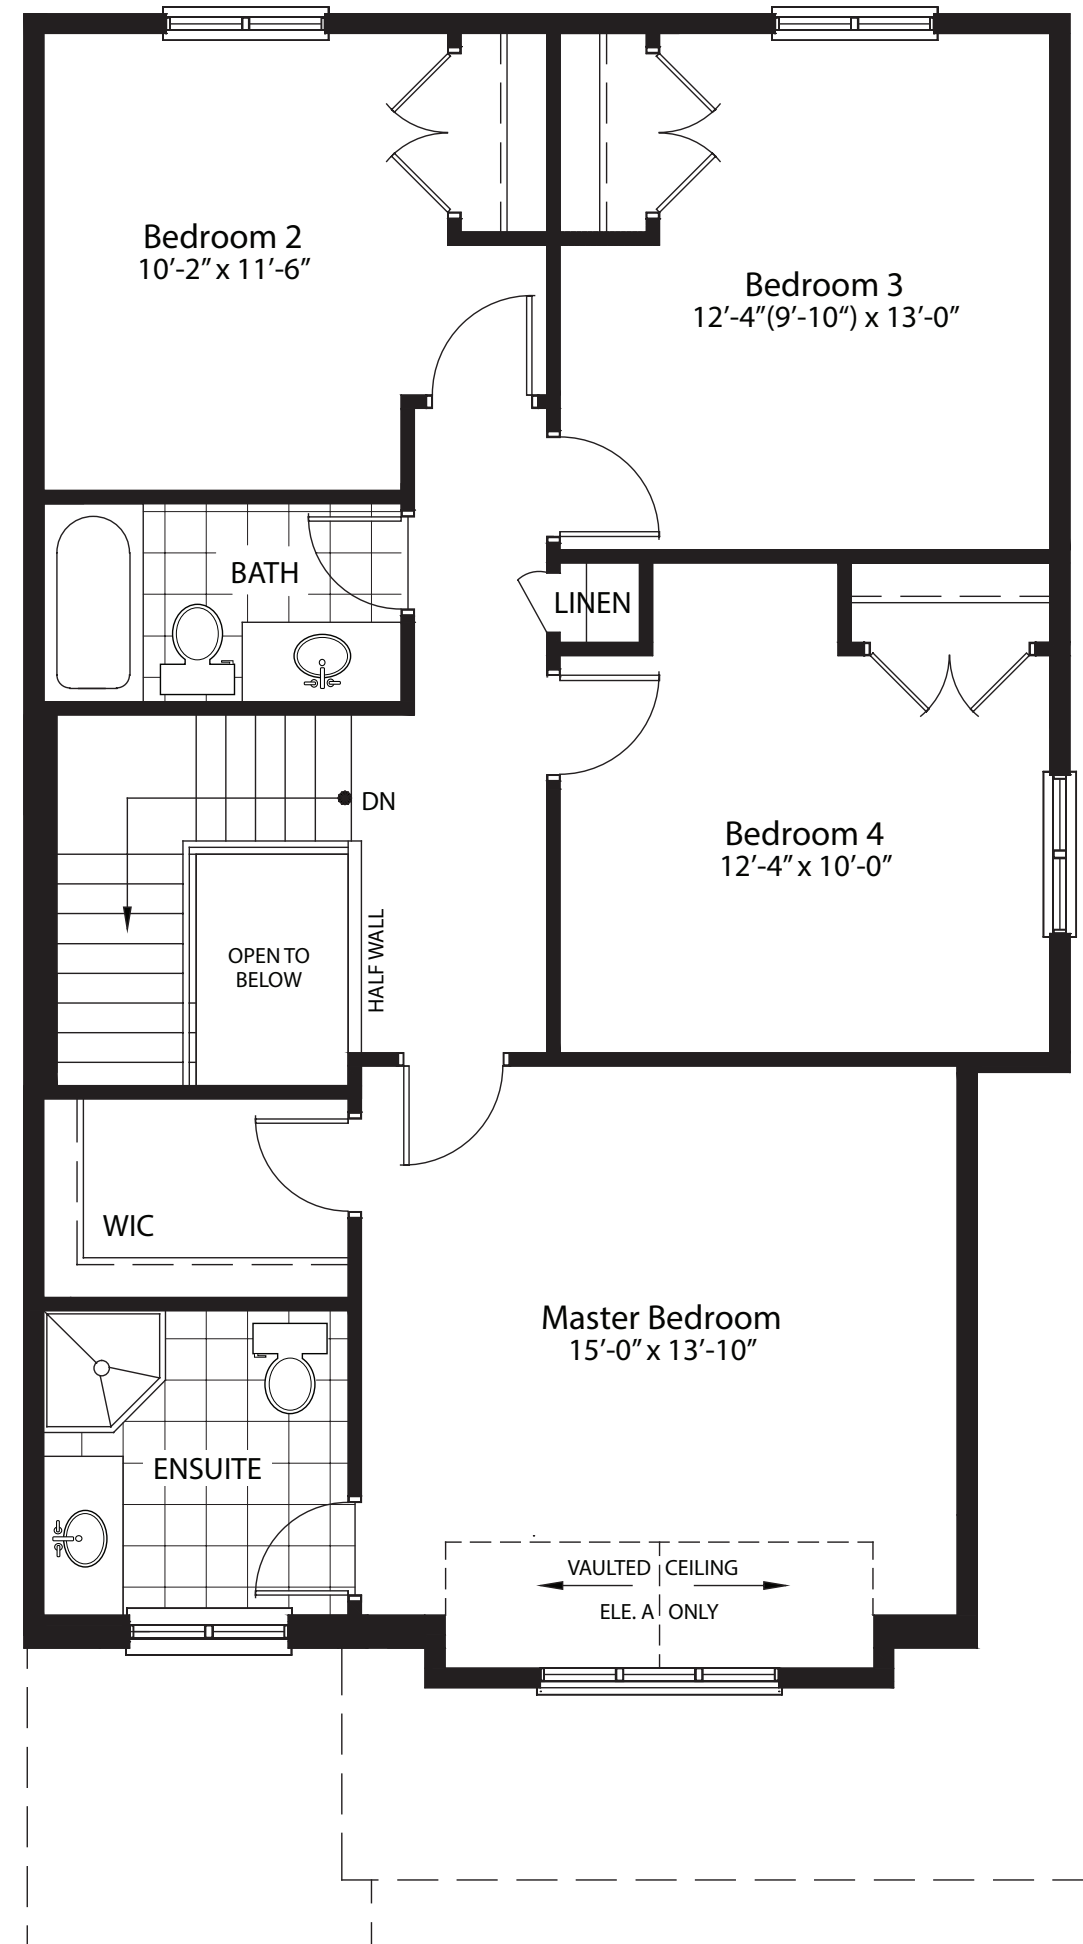 Bedroom 2
10’-2” x 11’-6”
Bedroom 3
12’-4”(9’-10“) x 13’-0”
BATH
LINEN
DN
Bedroom 4
12’-4” x 10’-0”
OPEN TO
BELOW
HALF WALL
WIC
Master Bedroom
15’-0” x 13’-10”
ENSUITE
VAULTED CEILING
ELE. A ONLY